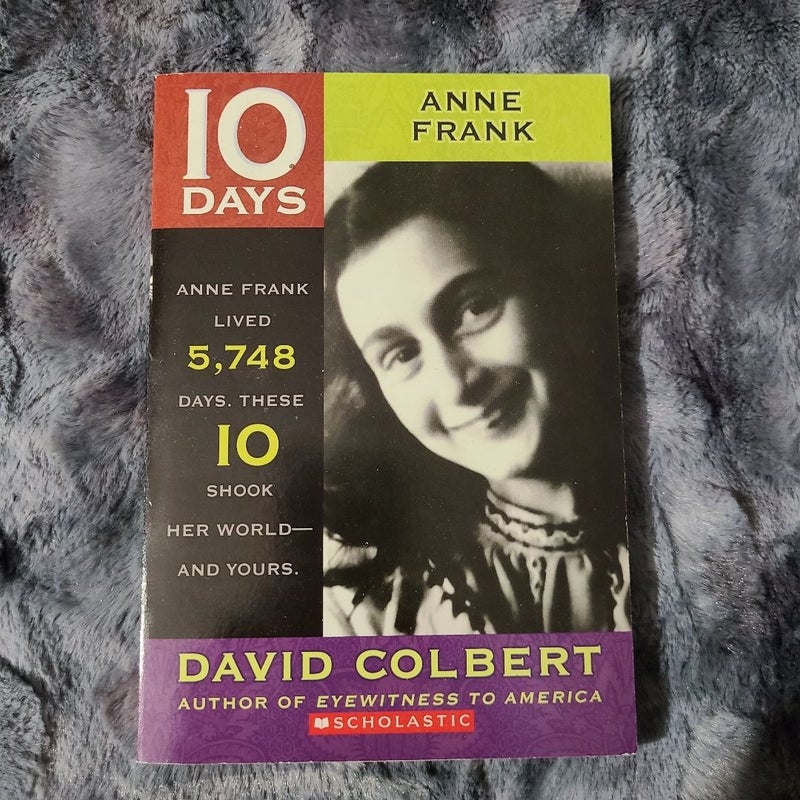 10
DAYS
ANNE
FRANK
ANNE FRANK
LIVED
5,748
DAYS. THESE
10
SHOOK
HER WORLD—
AND YOURS.
DAVID COLBERT
AUTHOR OF EYEWITNESS TO AMERICA
SCHOLASTIC